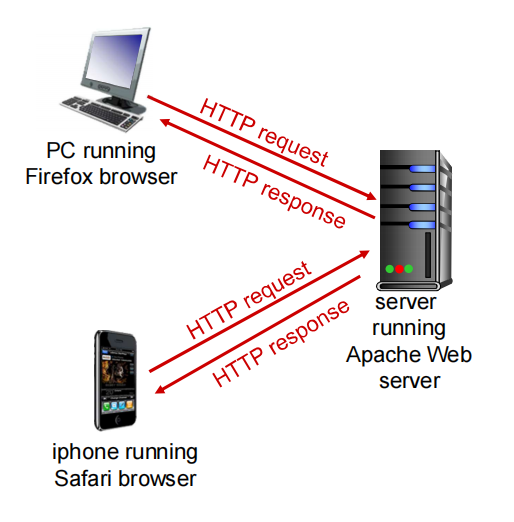 HTTP request
PC running
Firefox browser
HTTP response
HTTP request
server
running
Apache Web
server
HTTP response
iphone running
Safari browser